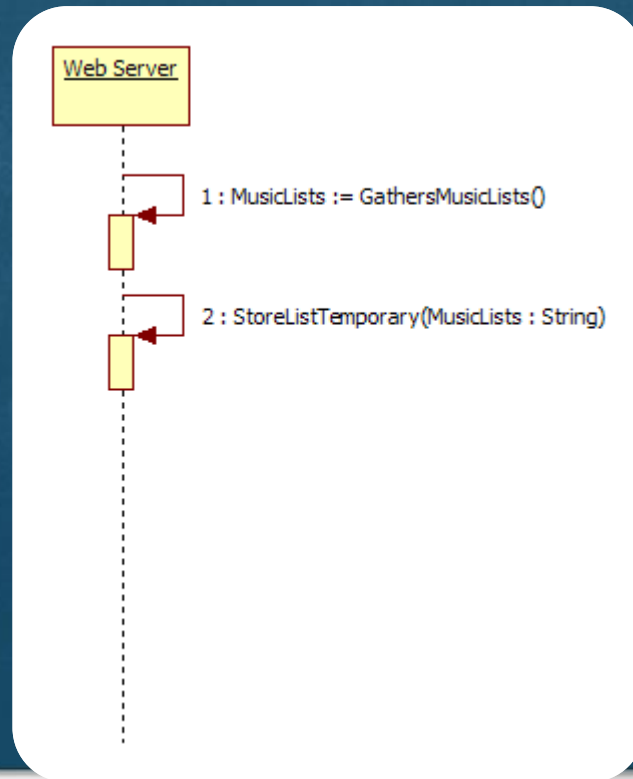 Web Server
1 : MusicLists := GathersMusicLists()
2 : StoreListTemporary(MusicLists : String)